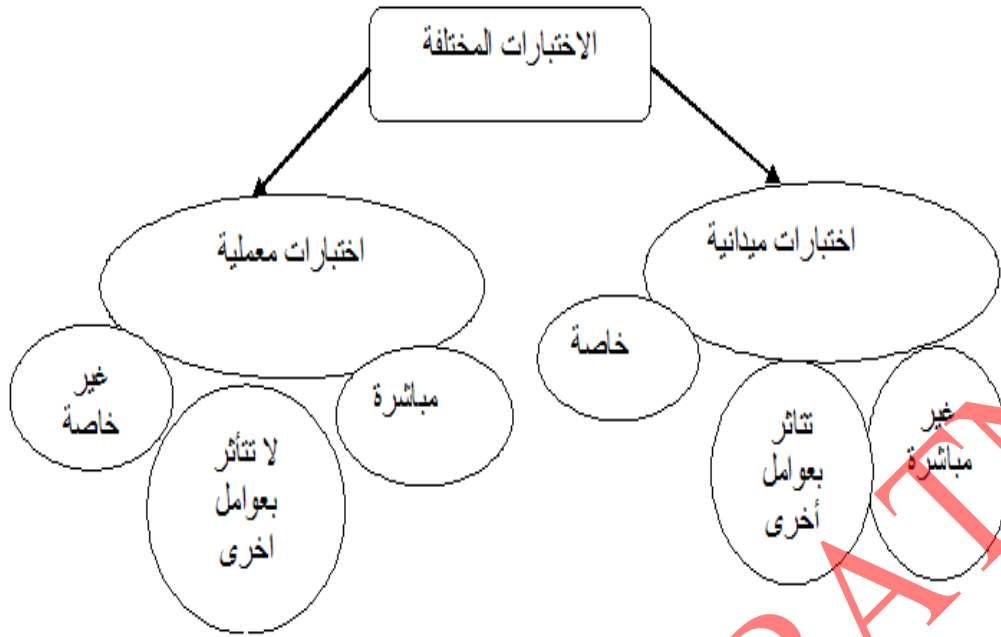 الاختبارات المختلفة
اختبارات ميدانية
اختبارات معملية
خاصة
تتاثر
بعوامل
أخرى
غير
مباشرة
مباشرة
لا تتأثر
بعوامل
اخرى
غير
خاصة